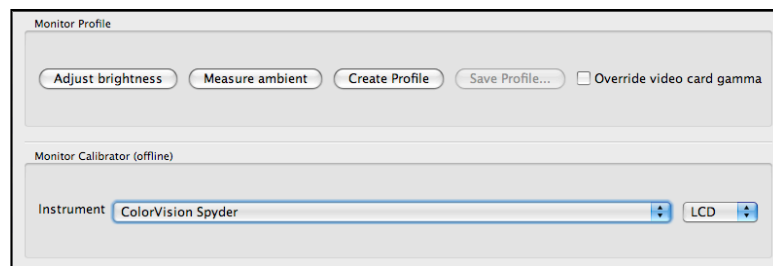 Monitor Profile
Adjust brightness Measure ambient Create Profile Save Profile... Override video card gamma
Monitor Calibrator (offline)
Instrument ColorVision Spyder LCD